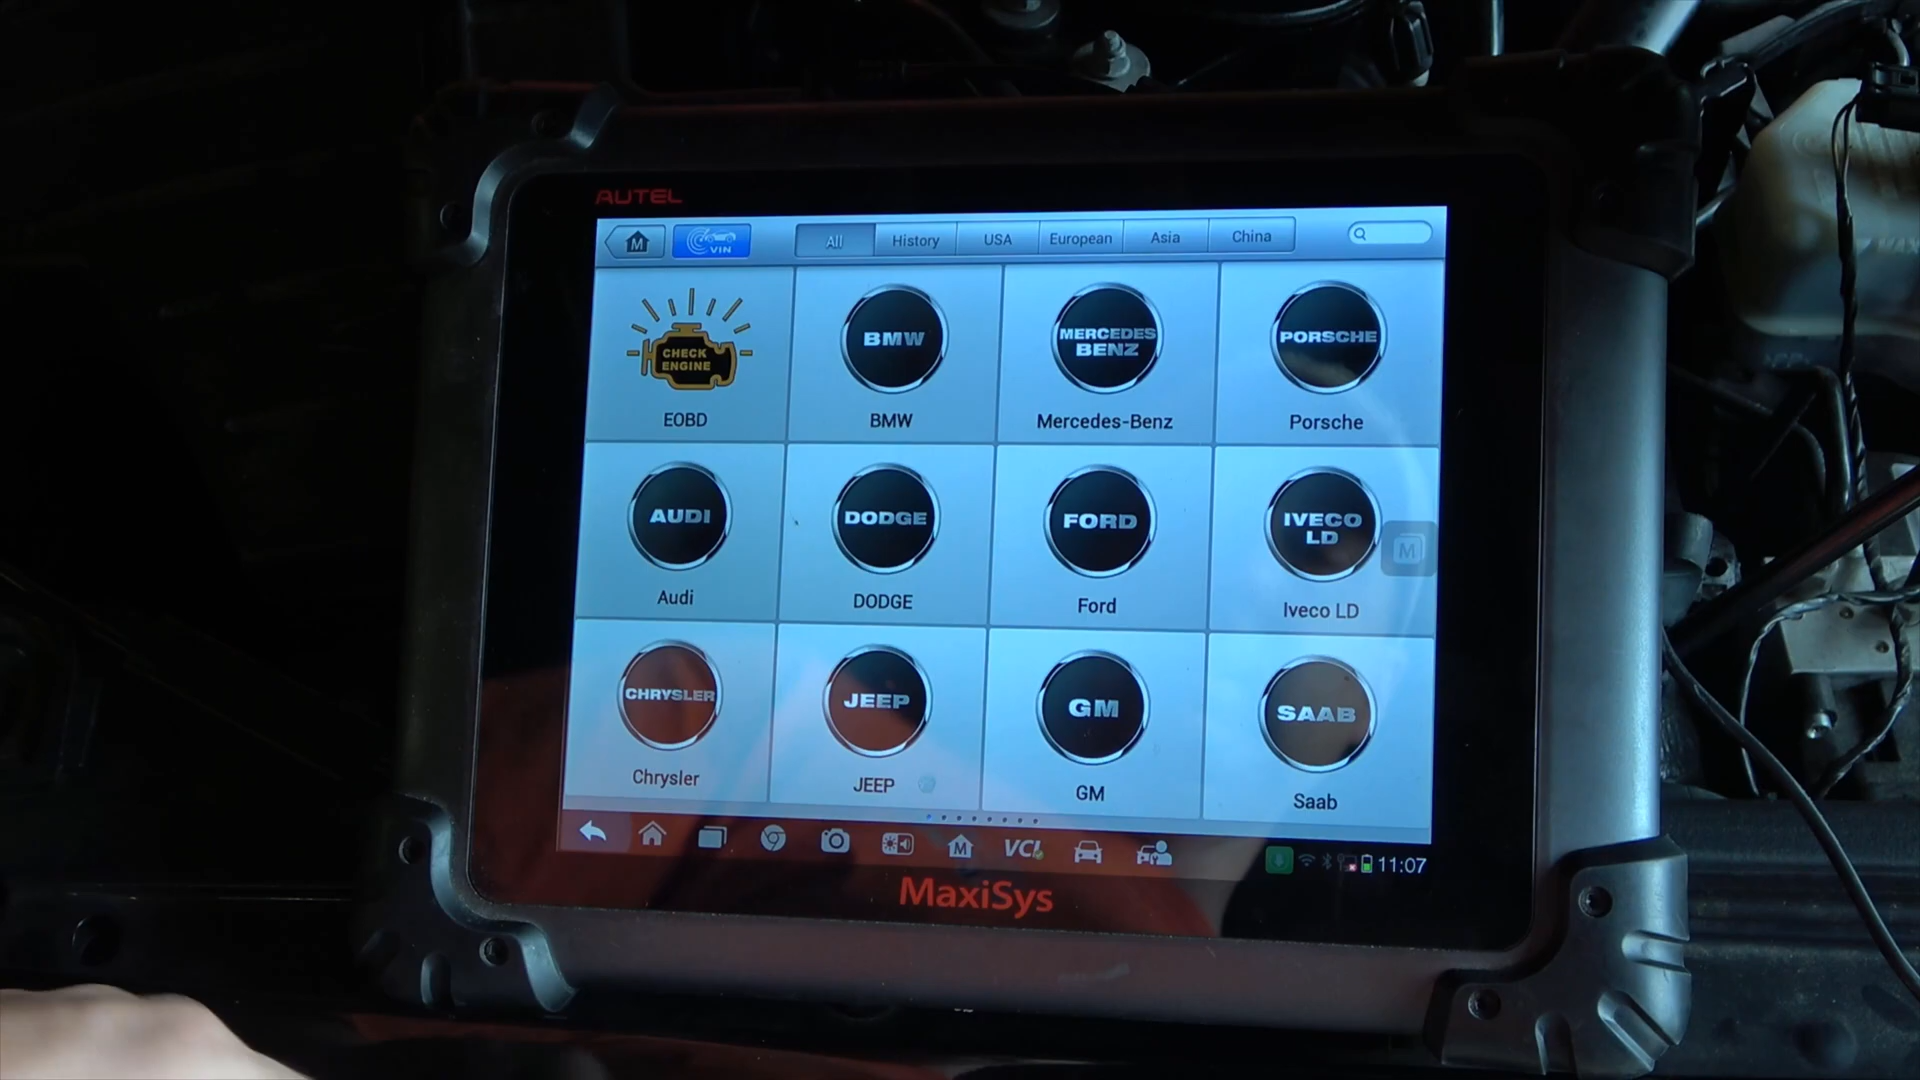 AUTEL
M
VIN
All
History
USA
European
Asia
China
CHECK
ENGINE
EOBD
BMW
BMW
MERCEDES
BENZ
Mercedes-Benz
PORSCHE
Porsche
AUDI
Audi
DODGE
DODGE
FORD
Ford
IVECO
LD
Iveco LD
M
CHRYSLER
Chrysler
JEEP
JEEP
GM
GM
SAAB
Saab
M
VCI
11:07
MaxiSys